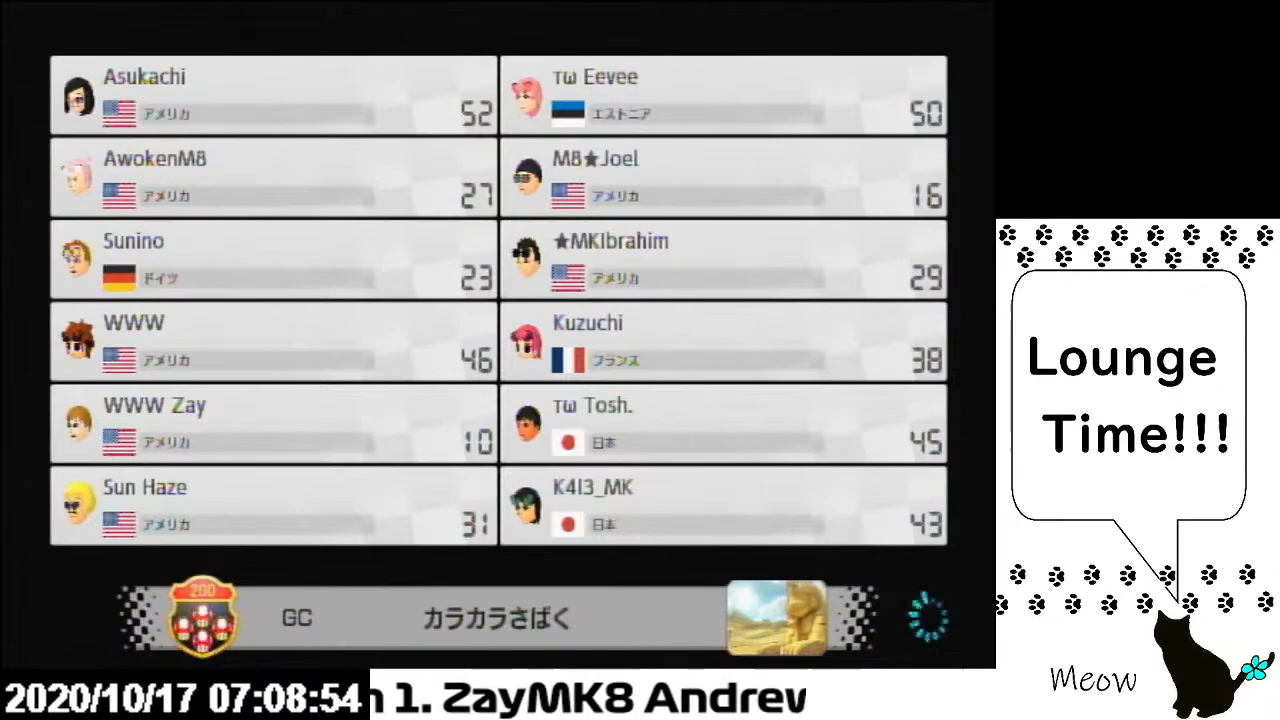 Asukachi
アメリカ 52
τω Eevee
エストニア 50
AwokenM8
アメリカ 27
M8★Joel
アメリカ 16
Sunino
ドイツ 23
★MKIbrahim
アメリカ 29
WWW
アメリカ 46
Kuzuchi
フランス 38
WWW Zay
アメリカ 10
τω Tosh.
日本 45
Sun Haze
アメリカ 31
K4I3_MK
日本 43
200
GC カラカラさばく
Lounge
Time!!!
Meow
2020/10/17 07:08:54
1. ZayMK8 Andrew